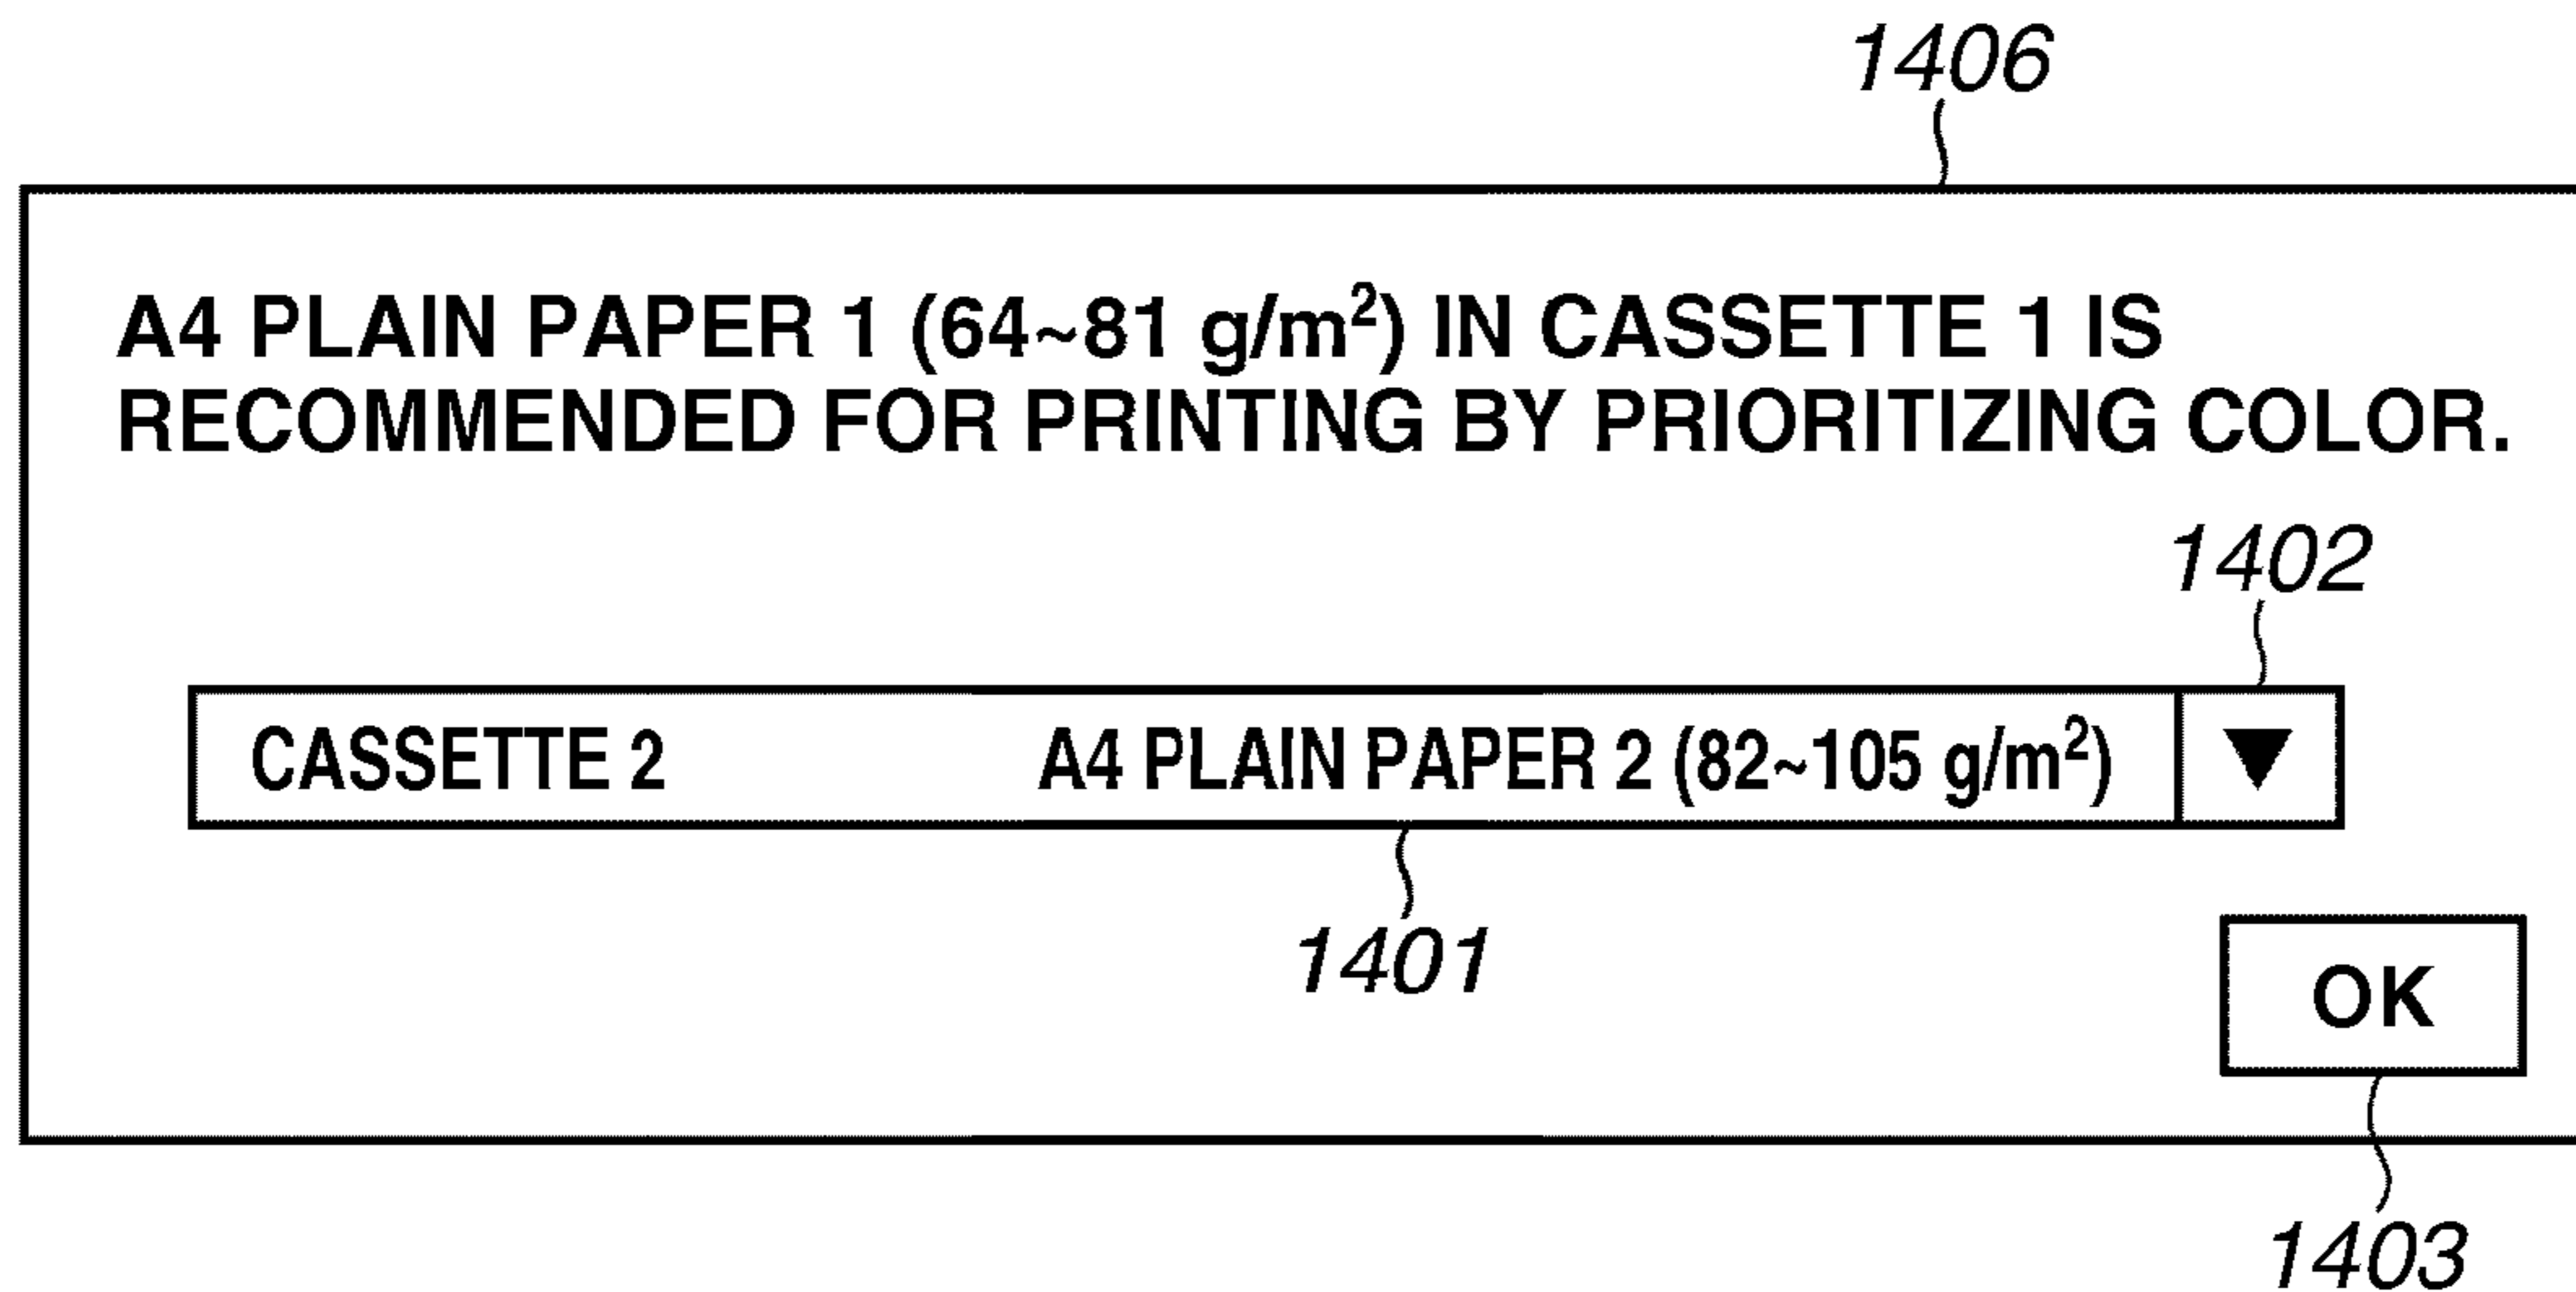 1406
A4 PLAIN PAPER 1 (64~81 g/m²) IN CASSETTE 1 IS
RECOMMENDED FOR PRINTING BY PRIORITIZING COLOR.
1402
CASSETTE 2 A4 PLAIN PAPER 2 (82~105 g/m²) ▼
1401
OK
1403